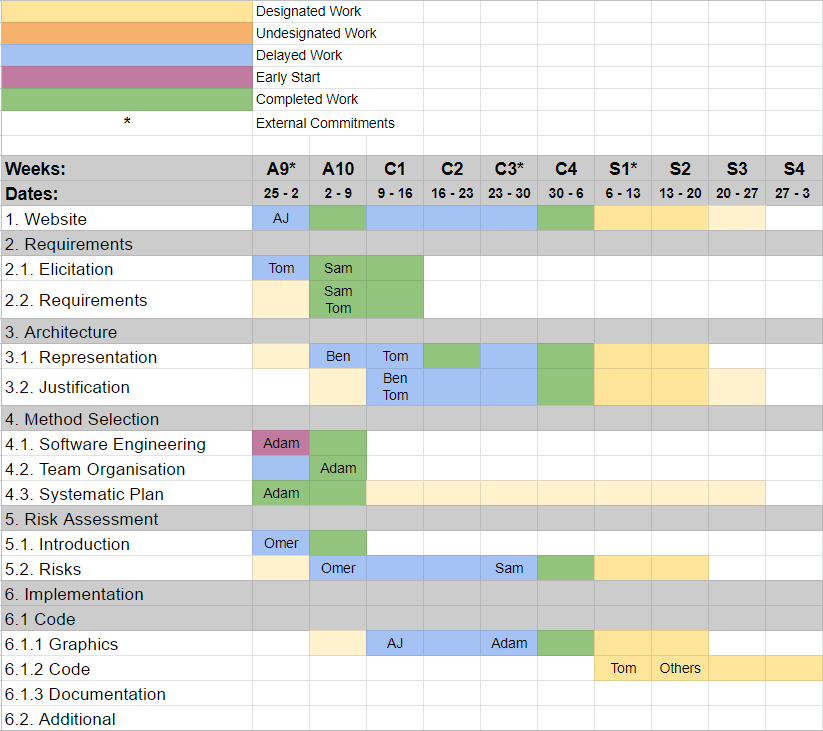 Designated Work
Undesignated Work
Delayed Work
Early Start
Completed Work
* External Commitments
Weeks: A9* A10 C1 C2 C3* C4 S1* S2 S3 S4
Dates: 25 - 2 2 - 9 9 - 16 16 - 23 23 - 30 30 - 6 6 - 13 13 - 20 20 - 27 27 - 3
1. Website AJ
2. Requirements
2.1. Elicitation Tom Sam
2.2. Requirements Sam
Tom
3. Architecture
3.1. Representation Ben Tom
3.2. Justification Ben
Tom
4. Method Selection
4.1. Software Engineering Adam
4.2. Team Organisation Adam
4.3. Systematic Plan Adam
5. Risk Assessment
5.1. Introduction Omer
5.2. Risks Omer Sam
6. Implementation
6.1 Code
6.1.1 Graphics AJ Adam
6.1.2 Code Tom Others
6.1.3 Documentation
6.2. Additional